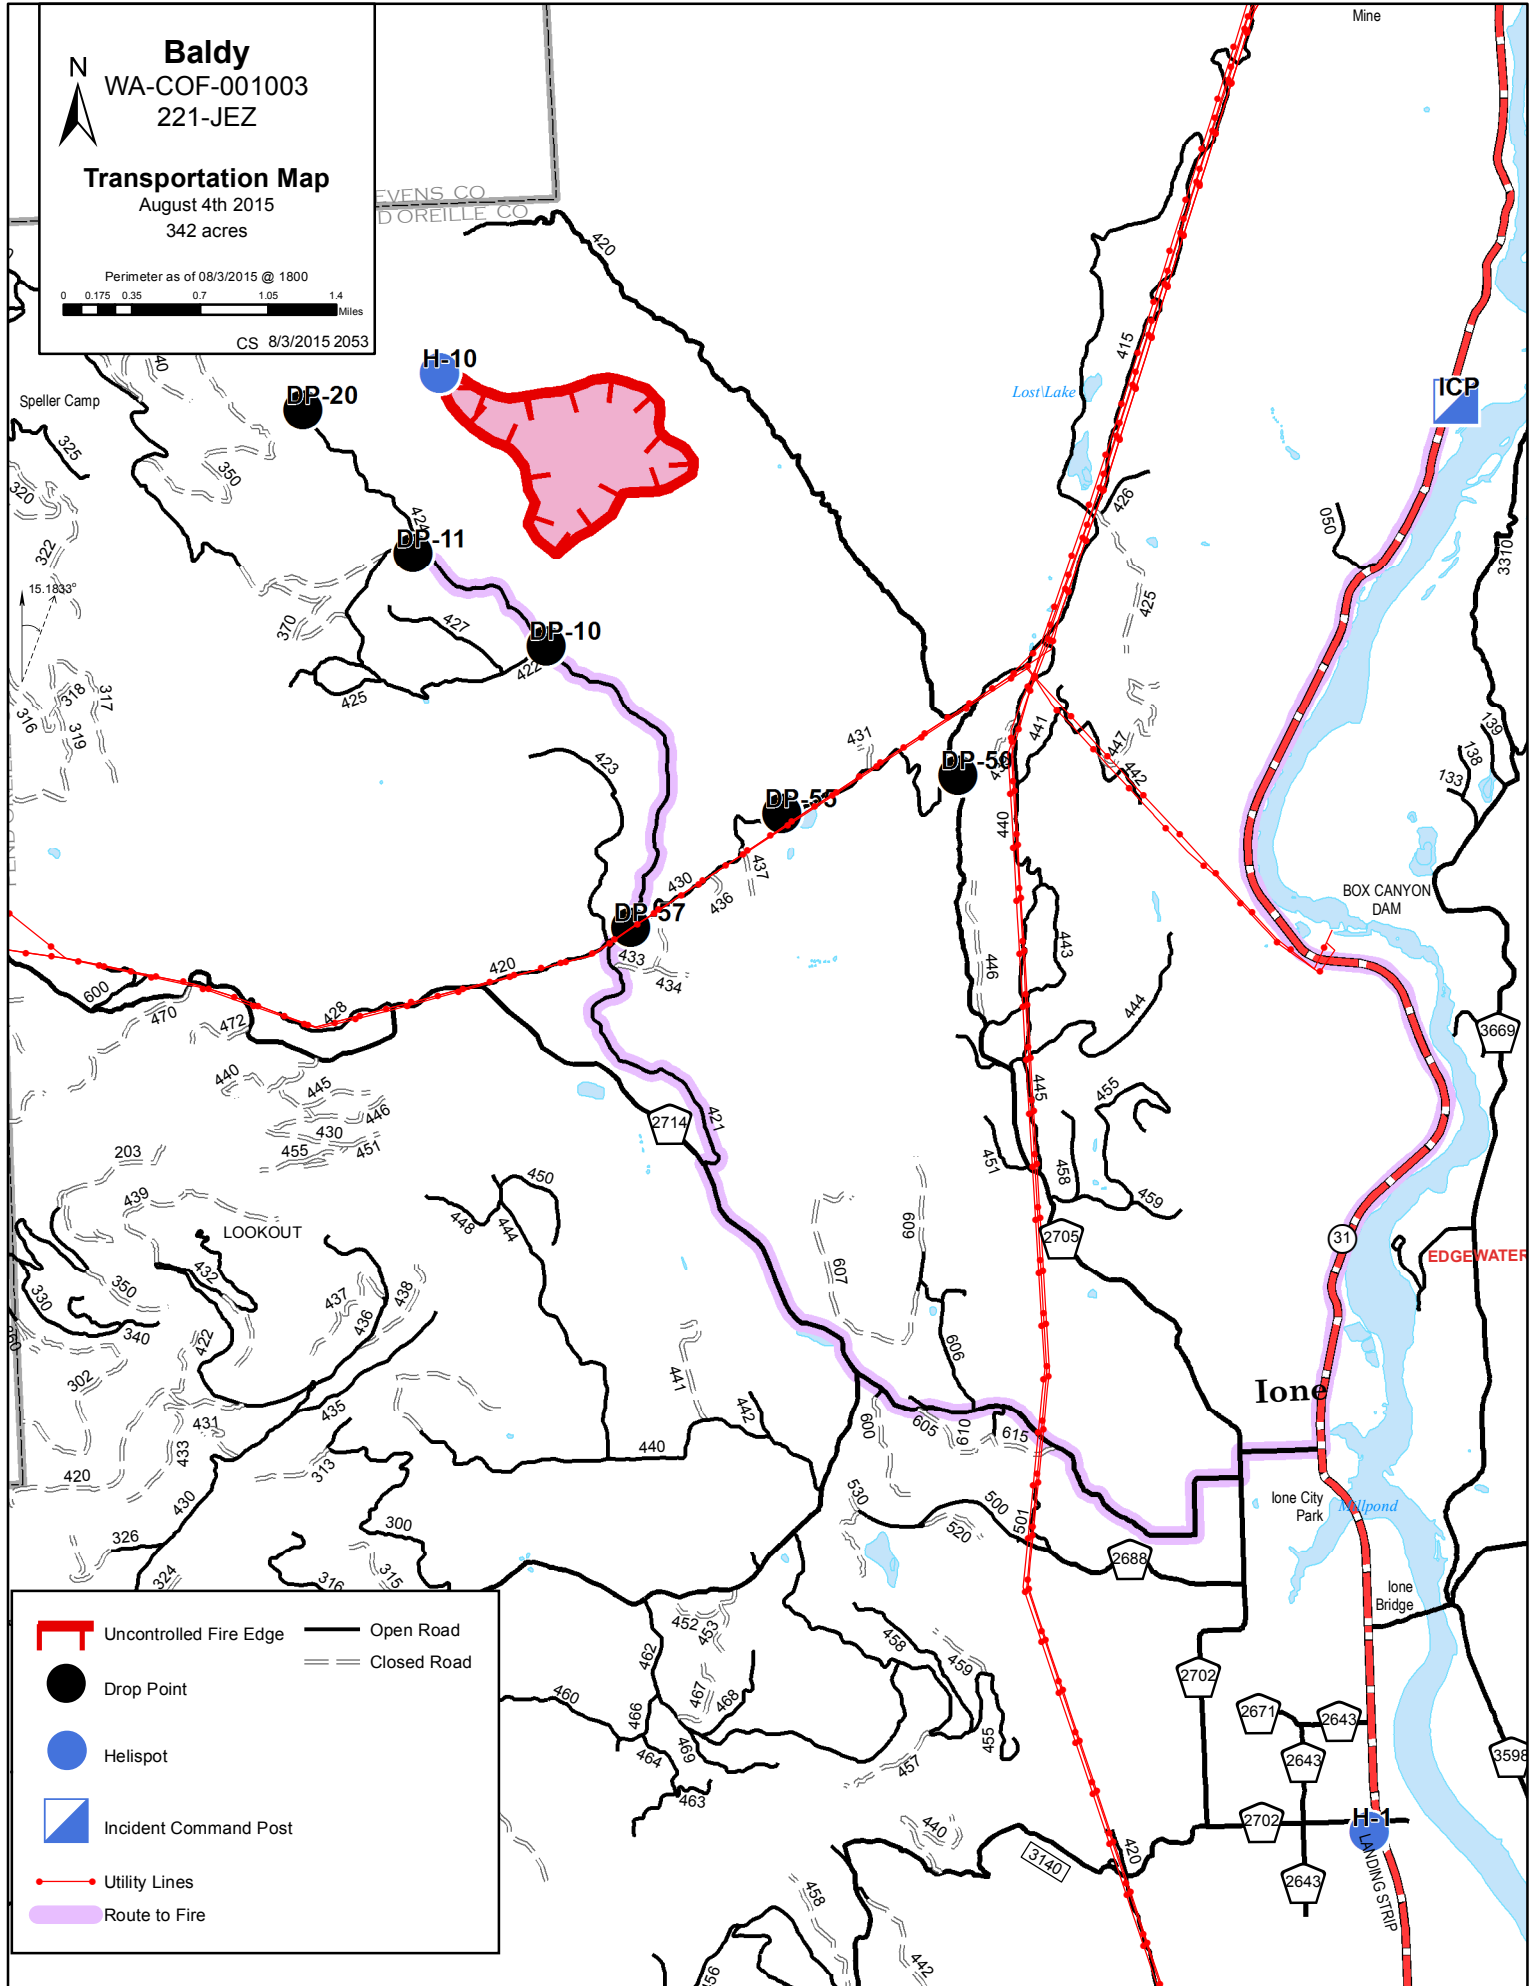 Baldy
N
WA-COF-001003
221-JEZ
Transportation Map
August 4th 2015
342 acres
Perimeter as of 08/3/2015 @ 1800
0 0.175 0.35 0.7 1.05 1.4
Miles
CS 8/3/2015 2053
Mine
EVENS CO
D OREILLE CO
420
415
40
H-10
DP-20
Speller Camp
325
350
320
322
424
DP-11
15.1833°
370
427
DP-10
422
425
318
317
316
319
Lost\Lake
426
425
050
ICP
3310
423
431
DP-50
441
447
442
440
DP-55
437
430
436
DP-57
433
434
420
428
600
470
472
440
445
446
430
455
451
203
439
LOOKOUT
432
350
330
340
302
422
437
436
438
431
435
433
420
430
313
326
324
300
315
316
450
448
444
2714
421
446
443
444
445
455
451
458
459
2705
609
607
606
441
442
440
600
605
610
615
530
500
520
501
2688
139
138
133
BOX CANYON
DAM
3669
31
EDGEWATER
Ione
Ione City
Park
Millpond
Ione
Bridge
452
453
462
467
468
466
460
464
469
463
458
459
455
457
440
3140
420
458
442
456
2702
2671
2643
2643
2702
2643
3598
H-1
LANDING STRIP
Uncontrolled Fire Edge
Open Road
Closed Road
Drop Point
Helispot
Incident Command Post
Utility Lines
Route to Fire